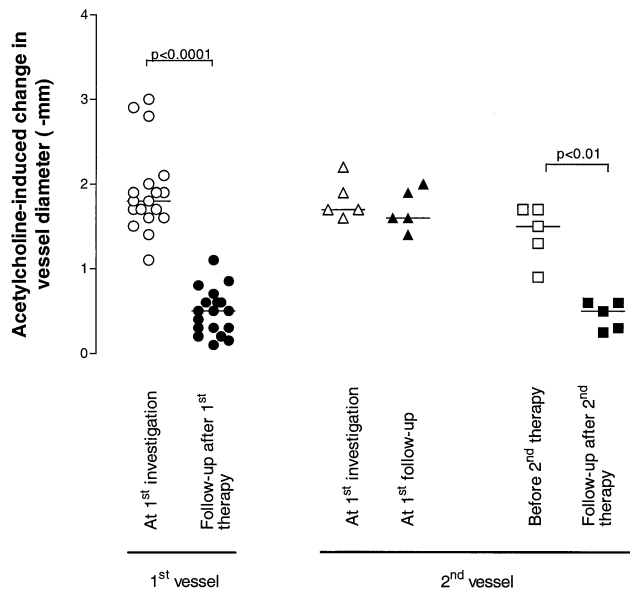 Acetylcholine-induced change in
vessel diameter ( -mm)
4
3
2
1
0
p<0.0001
p<0.01
At 1st investigation
Follow-up after 1st
therapy
At 1st investigation
At 1st follow-up
Before 2nd therapy
Follow-up after 2nd
therapy
1st vessel
2nd vessel